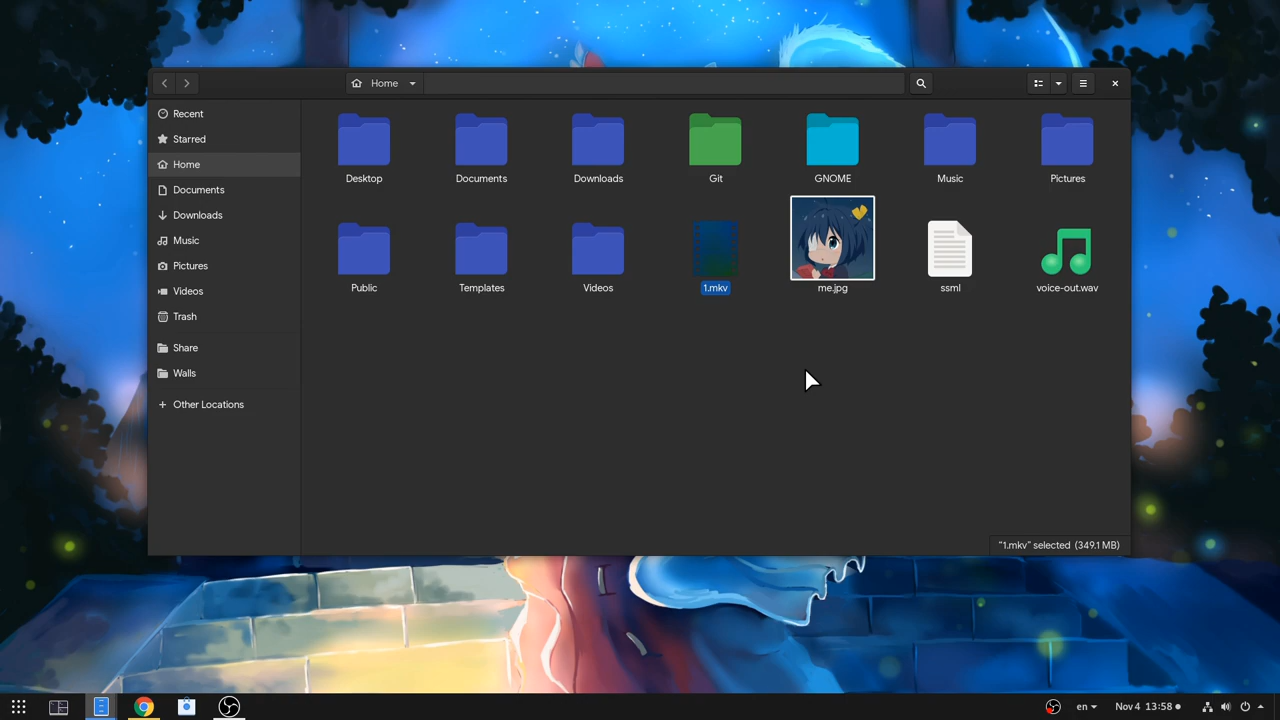 Home
Recent
Starred
Home
Documents
Downloads
Music
Pictures
Videos
Trash
Share
Walls
Other Locations
Desktop Documents Downloads Git GNOME Music Pictures
Public Templates Videos 1.mkv me.jpg ssml voice-out.wav
"1.mkv" selected (349.1 MB)
en Nov 4 13:58